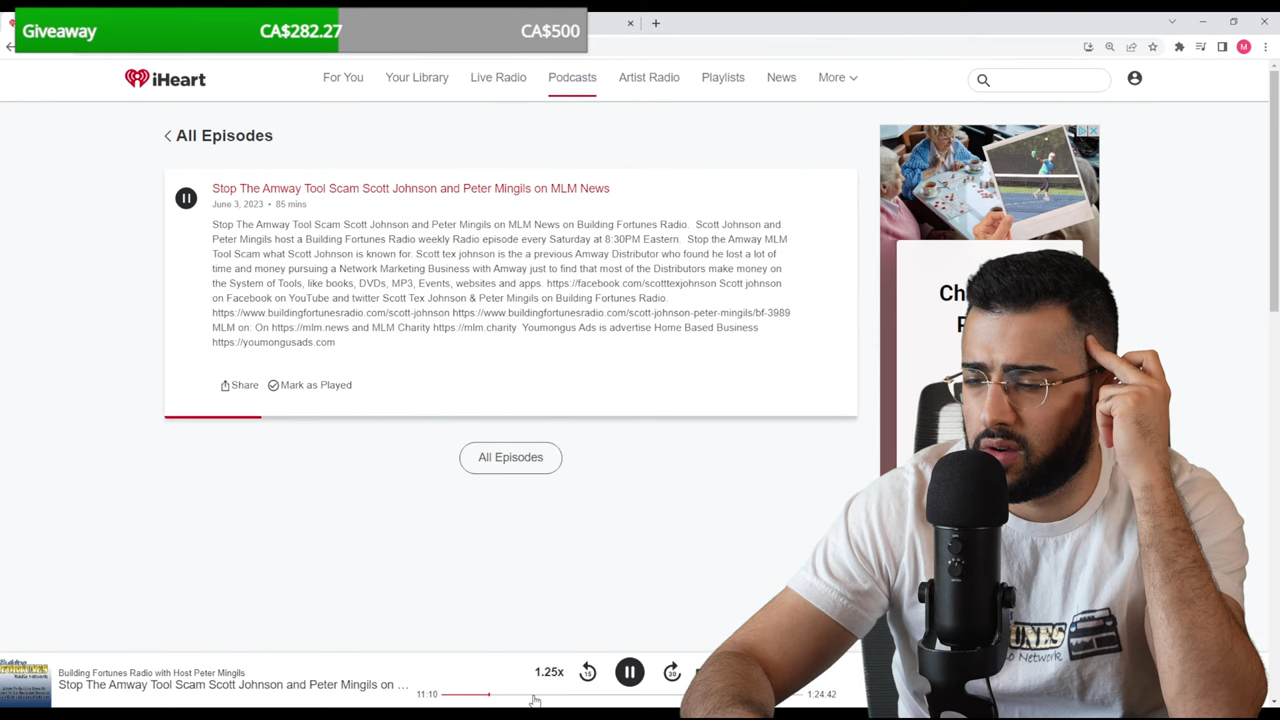 Giveaway CA$282.27 CA$500
iHeart For You Your Library Live Radio Podcasts Artist Radio Playlists News More
M
All Episodes
Stop The Amway Tool Scam Scott Johnson and Peter Mingils on MLM News
June 3, 2023 • 85 mins
Stop The Amway Tool Scam Scott Johnson and Peter Mingils on MLM News on Building Fortunes Radio. Scott Johnson and
Peter Mingils host a Building Fortunes Radio weekly Radio episode every Saturday at 8:30PM Eastern. Stop the Amway MLM
Tool Scam what Scott Johnson is known for. Scott tex johnson is the a previous Amway Distributor who found he lost a lot of
time and money pursuing a Network Marketing Business with Amway just to find that most of the Distributors make money on
the System of Tools, like books, DVDs, MP3, Events, websites and apps. https://facebook.com/scotttexjohnson Scott johnson
on Facebook on YouTube and twitter Scott Tex Johnson & Peter Mingils on Building Fortunes Radio.
https://www.buildingfortunesradio.com/scott-johnson https://www.buildingfortunesradio.com/scott-johnson-peter-mingils/bf-3989
MLM on: On https://mlm.news and MLM Charity https://mlm.charity Youmongus Ads is advertise Home Based Business
https://youmongusads.com
Share Mark as Played
All Episodes
Building Fortunes Radio with Host Peter Mingils
Stop The Amway Tool Scam Scott Johnson and Peter Mingils on ...
1.25x 15 30
11:10 1:24:42
Network